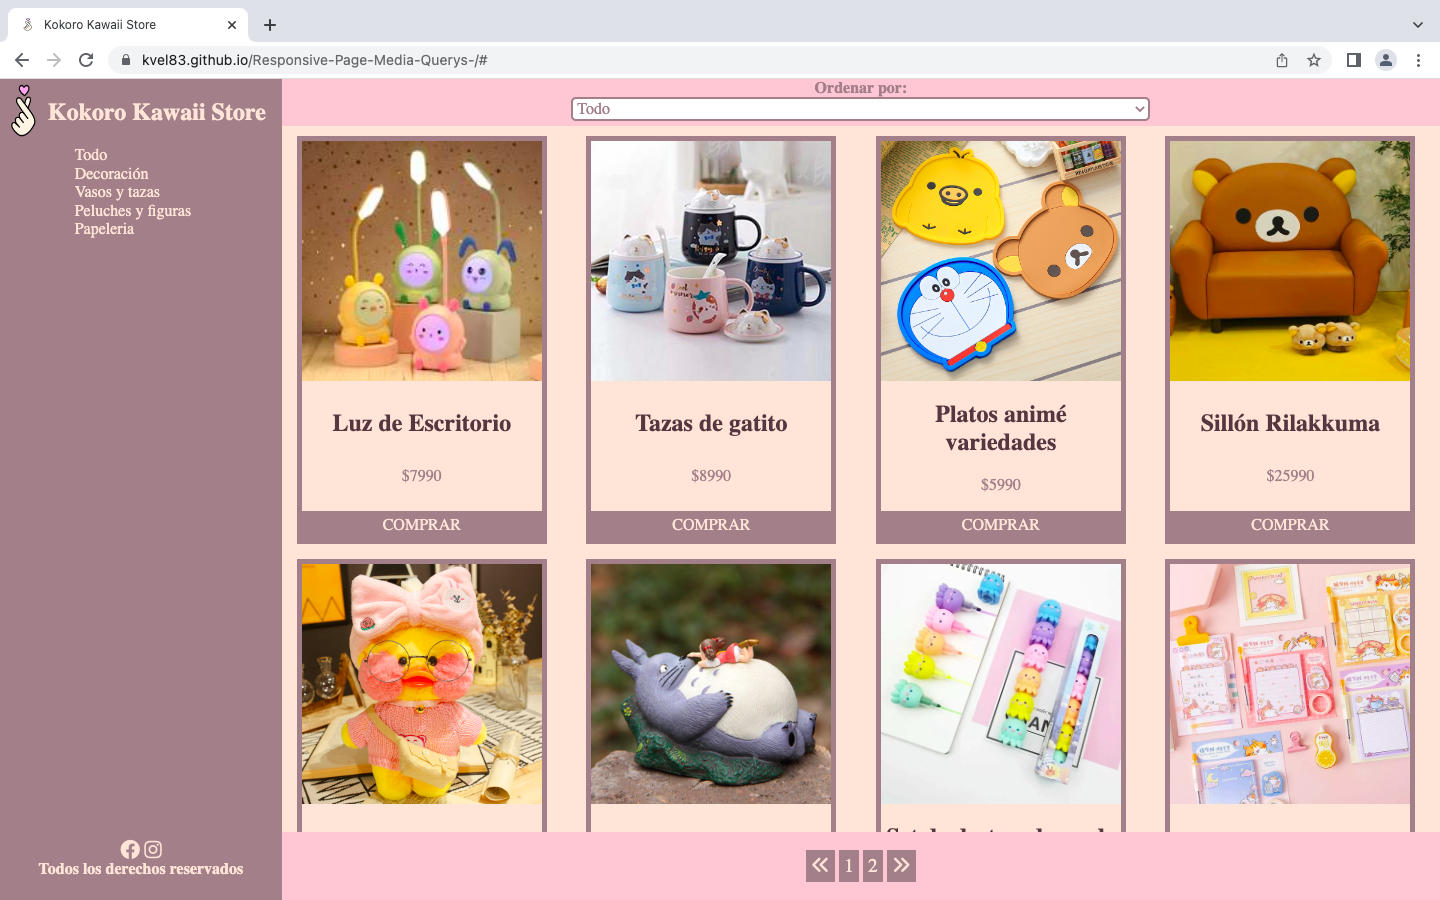 Kokoro Kawaii Store
kvel83.github.io/Responsive-Page-Media-Querys-/#
Kokoro Kawaii Store
Todo
Decoración
Vasos y tazas
Peluches y figuras
Papeleria
Todos los derechos reservados
Ordenar por:
Todo
Luz de Escritorio
$7990
COMPRAR
Tazas de gatito
$8990
COMPRAR
Platos animé
variedades
$5990
COMPRAR
Sillón Rilakkuma
$25990
COMPRAR
1
2